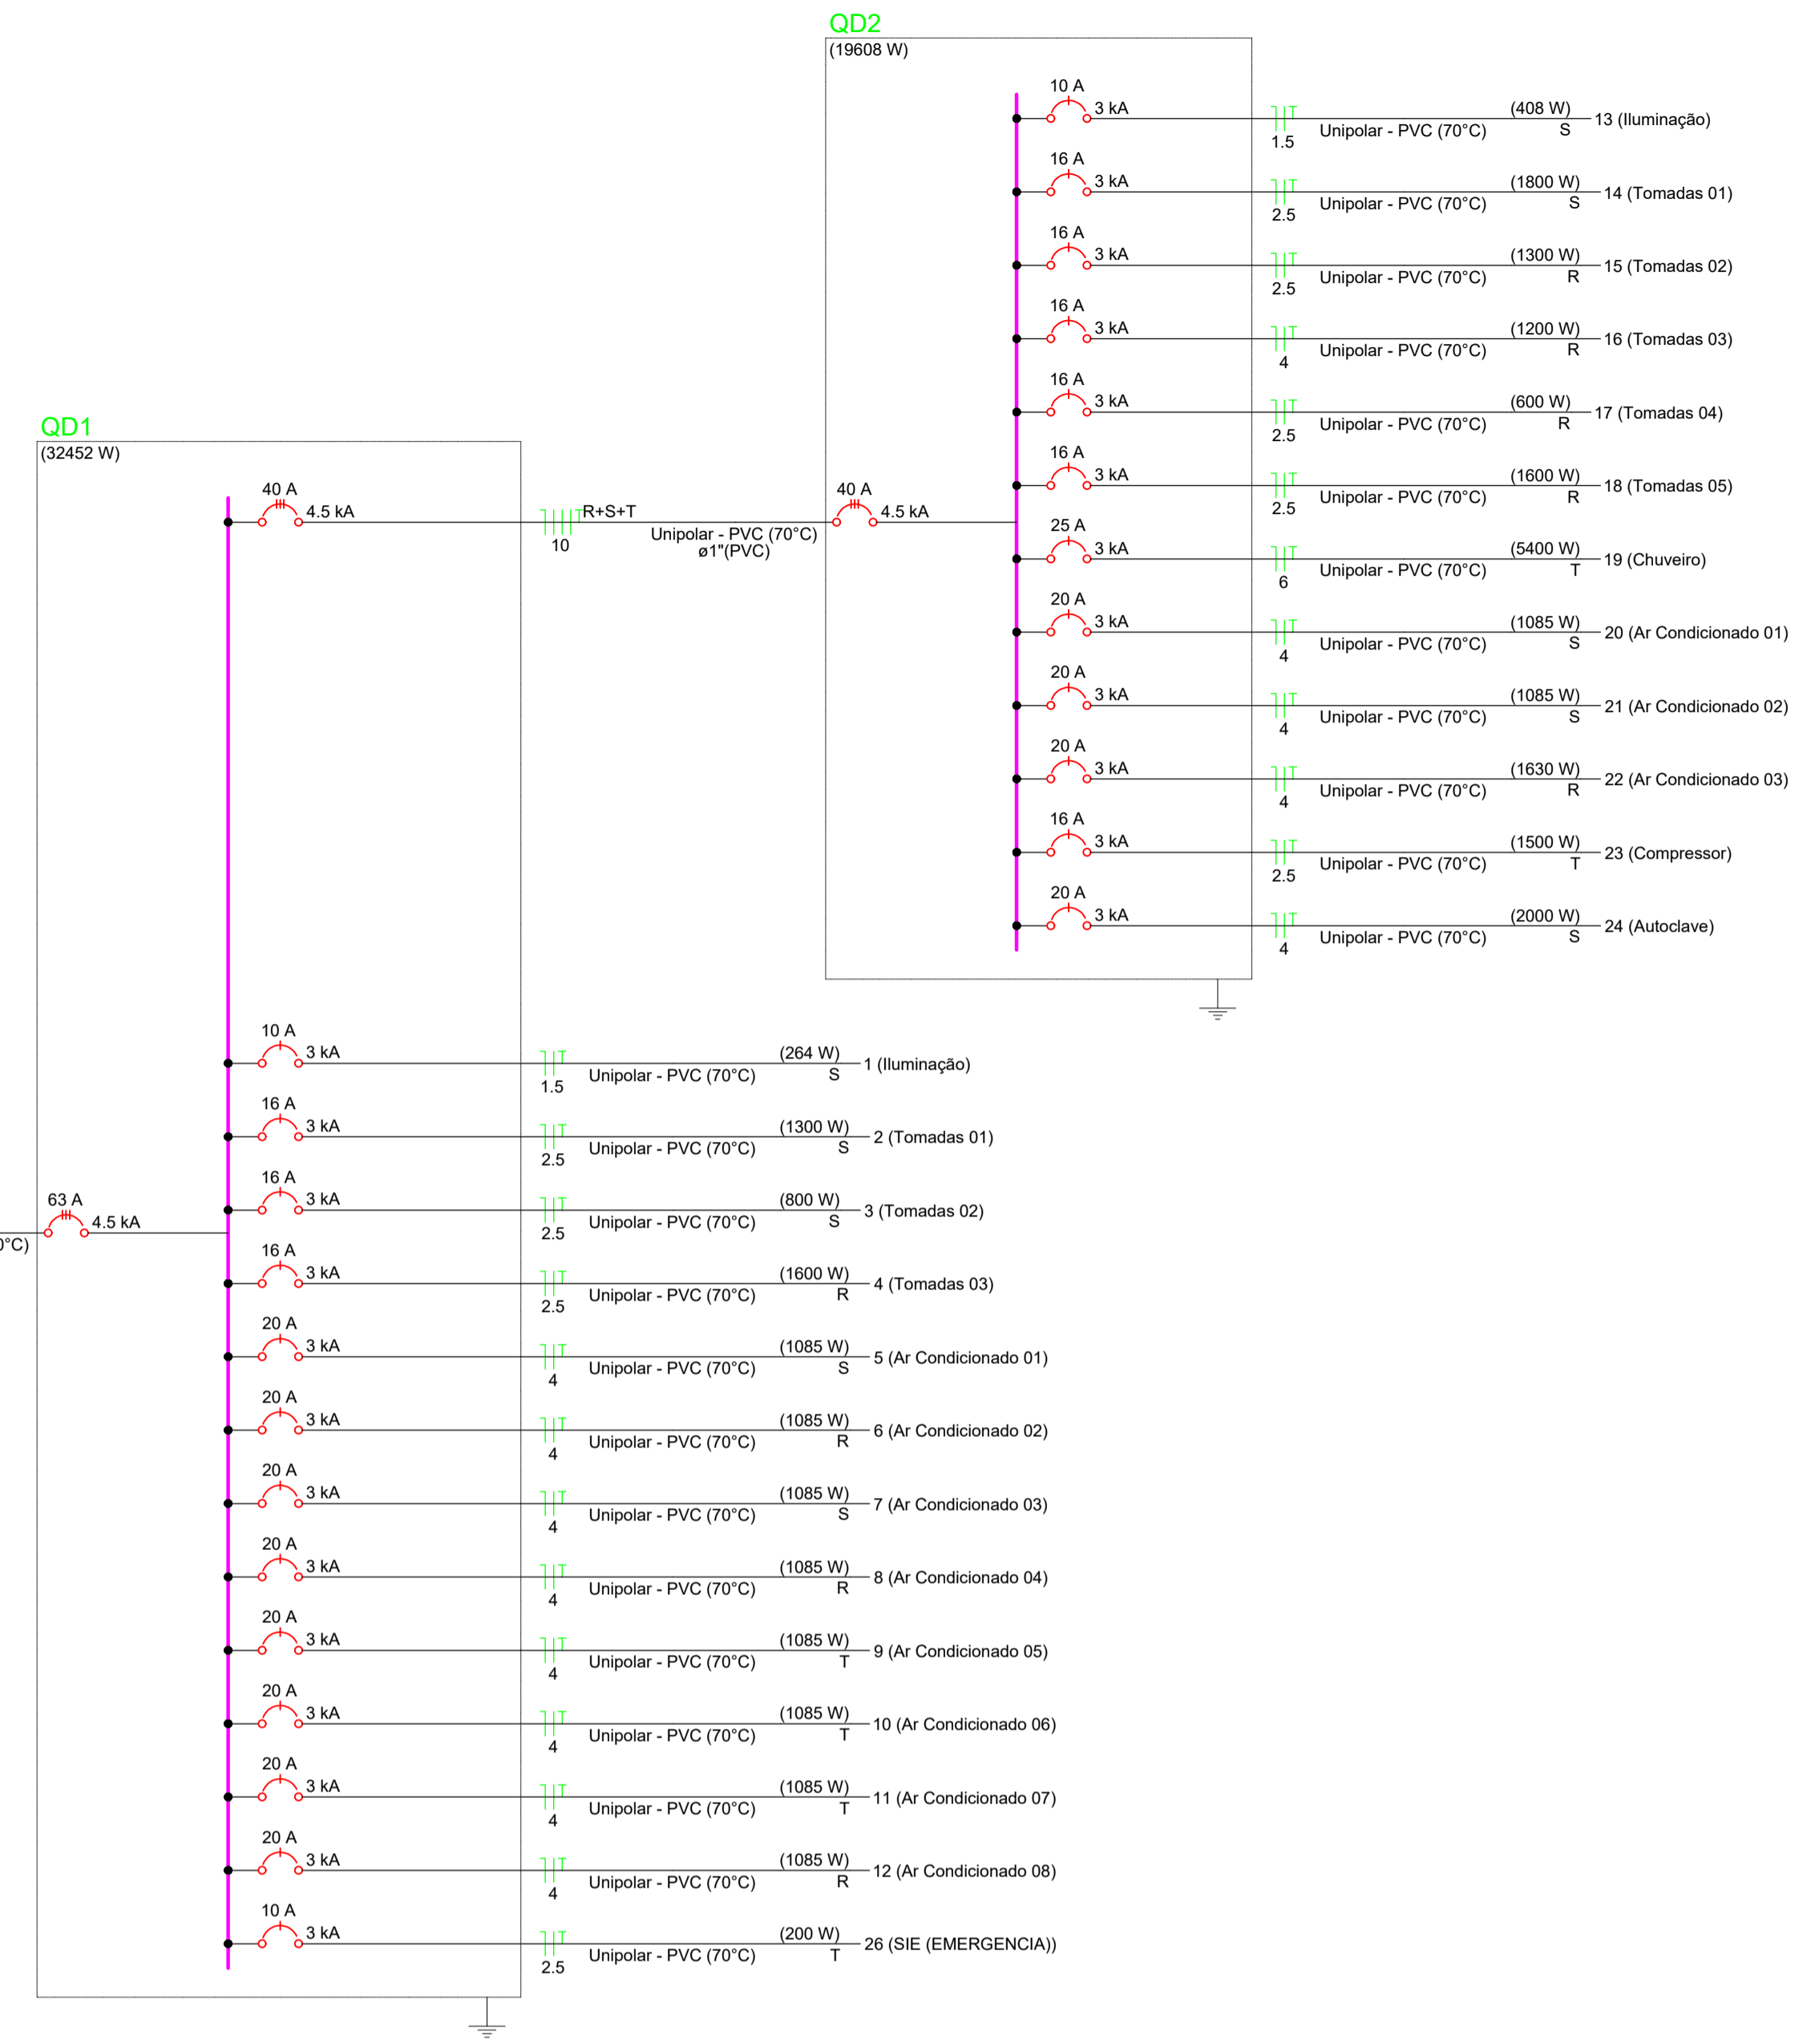 QD2
(19608 W)
10 A
3 kA
1.5
Unipolar - PVC (70°C)
(408 W)
S
13 (Iluminação)
16 A
3 kA
2.5
Unipolar - PVC (70°C)
(1800 W)
S
14 (Tomadas 01)
16 A
3 kA
2.5
Unipolar - PVC (70°C)
(1300 W)
R
15 (Tomadas 02)
16 A
3 kA
4
Unipolar - PVC (70°C)
(1200 W)
R
16 (Tomadas 03)
16 A
3 kA
2.5
Unipolar - PVC (70°C)
(600 W)
R
17 (Tomadas 04)
16 A
3 kA
2.5
Unipolar - PVC (70°C)
(1600 W)
R
18 (Tomadas 05)
40 A
4.5 kA
25 A
3 kA
6
Unipolar - PVC (70°C)
(5400 W)
T
19 (Chuveiro)
20 A
3 kA
4
Unipolar - PVC (70°C)
(1085 W)
S
20 (Ar Condicionado 01)
20 A
3 kA
4
Unipolar - PVC (70°C)
(1085 W)
S
21 (Ar Condicionado 02)
20 A
3 kA
4
Unipolar - PVC (70°C)
(1630 W)
R
22 (Ar Condicionado 03)
16 A
3 kA
2.5
Unipolar - PVC (70°C)
(1500 W)
T
23 (Compressor)
20 A
3 kA
4
Unipolar - PVC (70°C)
(2000 W)
S
24 (Autoclave)
QD1
(32452 W)
40 A
4.5 kA
10
R+S+T
Unipolar - PVC (70°C)
ø1"(PVC)
10 A
3 kA
1.5
Unipolar - PVC (70°C)
(264 W)
S
1 (Iluminação)
16 A
3 kA
2.5
Unipolar - PVC (70°C)
(1300 W)
S
2 (Tomadas 01)
16 A
3 kA
2.5
Unipolar - PVC (70°C)
(800 W)
S
3 (Tomadas 02)
63 A
4.5 kA
0°C)
16 A
3 kA
2.5
Unipolar - PVC (70°C)
(1600 W)
R
4 (Tomadas 03)
20 A
3 kA
4
Unipolar - PVC (70°C)
(1085 W)
S
5 (Ar Condicionado 01)
20 A
3 kA
4
Unipolar - PVC (70°C)
(1085 W)
R
6 (Ar Condicionado 02)
20 A
3 kA
4
Unipolar - PVC (70°C)
(1085 W)
S
7 (Ar Condicionado 03)
20 A
3 kA
4
Unipolar - PVC (70°C)
(1085 W)
R
8 (Ar Condicionado 04)
20 A
3 kA
4
Unipolar - PVC (70°C)
(1085 W)
T
9 (Ar Condicionado 05)
20 A
3 kA
4
Unipolar - PVC (70°C)
(1085 W)
T
10 (Ar Condicionado 06)
20 A
3 kA
4
Unipolar - PVC (70°C)
(1085 W)
T
11 (Ar Condicionado 07)
20 A
3 kA
4
Unipolar - PVC (70°C)
(1085 W)
R
12 (Ar Condicionado 08)
10 A
3 kA
2.5
Unipolar - PVC (70°C)
(200 W)
T
26 (SIE (EMERGENCIA))